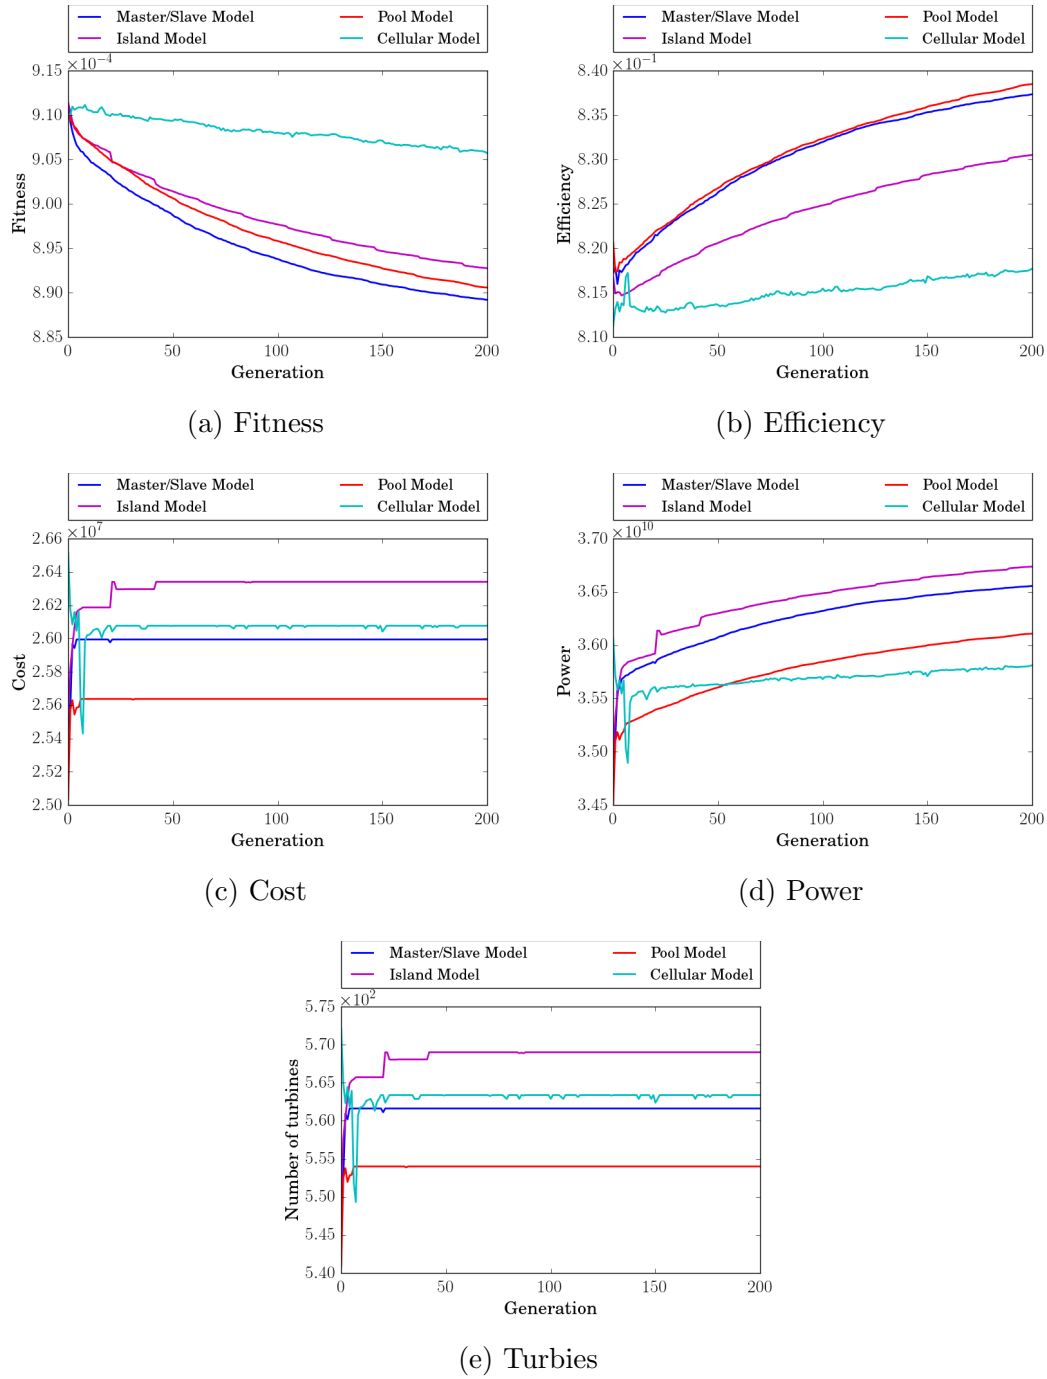 Master/Slave Model Pool Model Master/Slave Model Pool Model
Island Model Cellular Model Island Model Cellular Model
×10⁻⁴ ×10⁻¹
9.15 8.40
9.10 8.35
9.05 8.30
9.00 8.25
8.95 8.20
8.90 8.15
8.85 8.10
Fitness Efficiency
0 50 100 150 200 0 50 100 150 200
Generation Generation
(a) Fitness (b) Efficiency
Master/Slave Model Pool Model Master/Slave Model Pool Model
Island Model Cellular Model Island Model Cellular Model
×10⁷ ×10¹⁰
2.66 3.70
2.64 3.65
2.62 3.60
2.60 3.55
2.58 3.50
2.56 3.45
2.54
2.52
2.50
Cost Power
0 50 100 150 200 0 50 100 150 200
Generation Generation
(c) Cost (d) Power
Master/Slave Model Pool Model
Island Model Cellular Model
×10²
5.75
5.70
5.65
5.60
5.55
5.50
5.45
5.40
Number of turbines
0 50 100 150 200
Generation
(e) Turbies